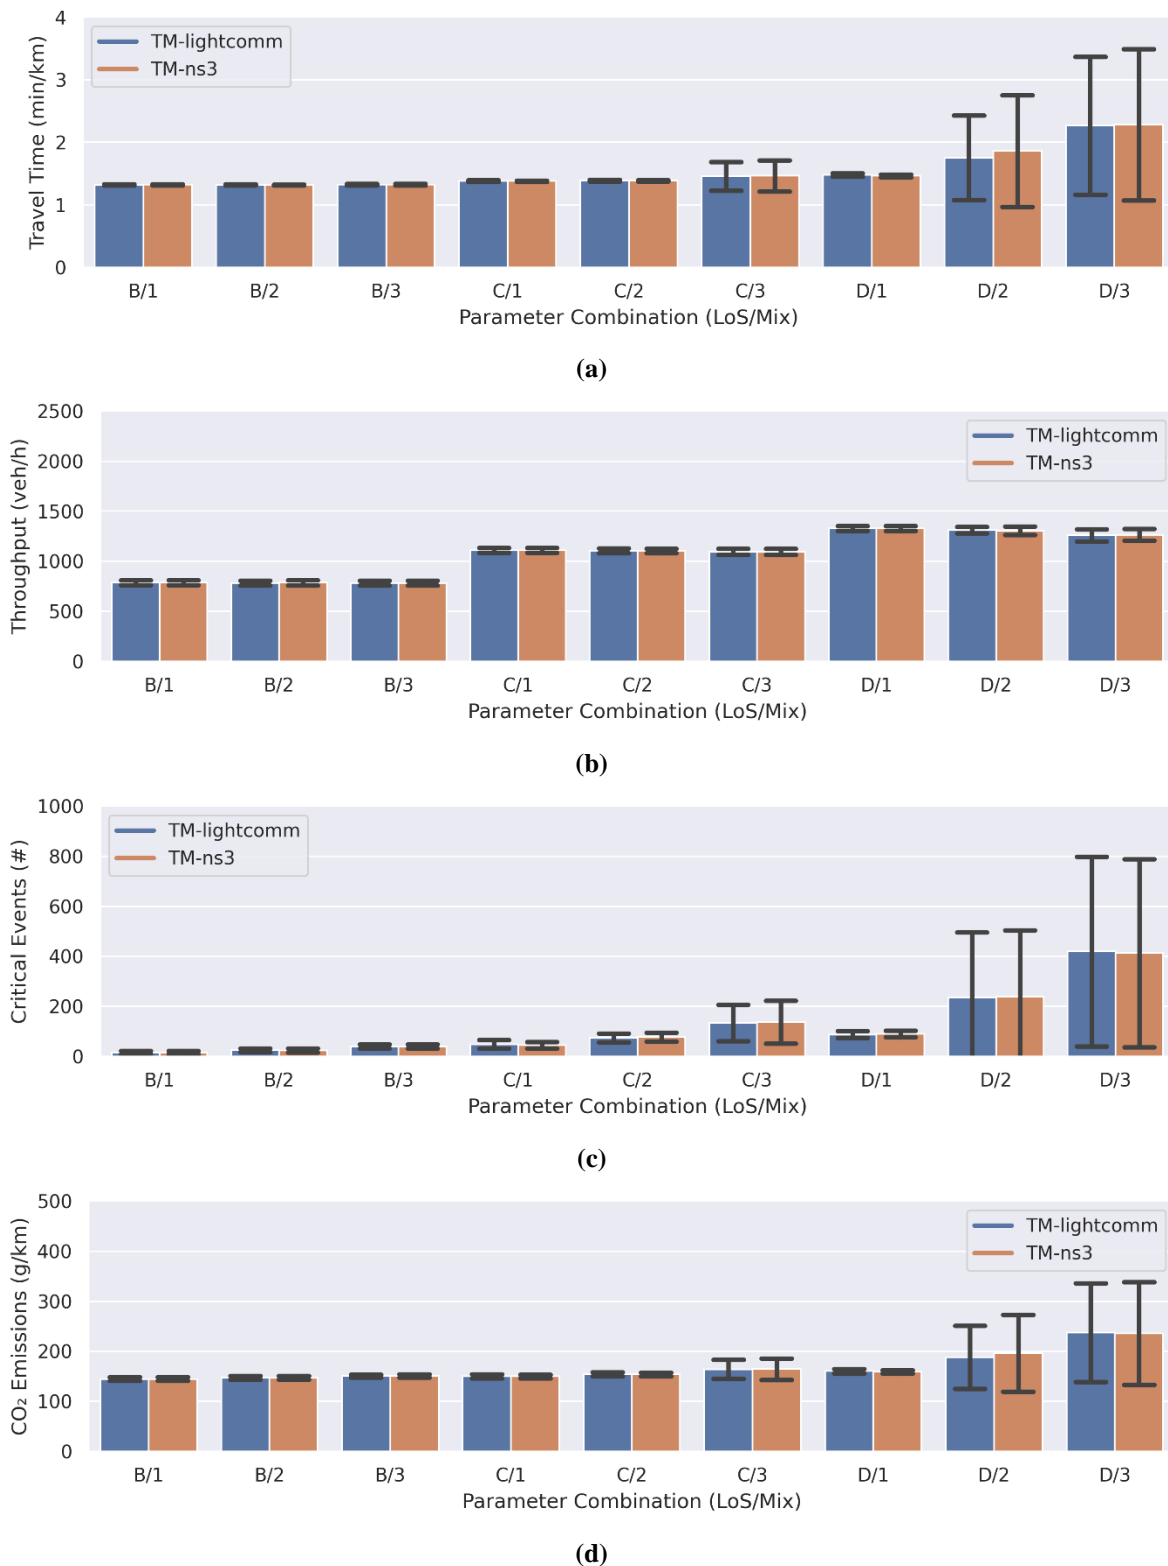 4
3
2
1
0
Travel Time (min/km)
TM-lightcomm
TM-ns3
B/1 B/2 B/3 C/1 C/2 C/3 D/1 D/2 D/3
Parameter Combination (LoS/Mix)
(a)
2500
2000
1500
1000
500
0
Throughput (veh/h)
TM-lightcomm
TM-ns3
B/1 B/2 B/3 C/1 C/2 C/3 D/1 D/2 D/3
Parameter Combination (LoS/Mix)
(b)
1000
800
600
400
200
0
Critical Events (#)
TM-lightcomm
TM-ns3
B/1 B/2 B/3 C/1 C/2 C/3 D/1 D/2 D/3
Parameter Combination (LoS/Mix)
(c)
500
400
300
200
100
0
CO₂ Emissions (g/km)
TM-lightcomm
TM-ns3
B/1 B/2 B/3 C/1 C/2 C/3 D/1 D/2 D/3
Parameter Combination (LoS/Mix)
(d)